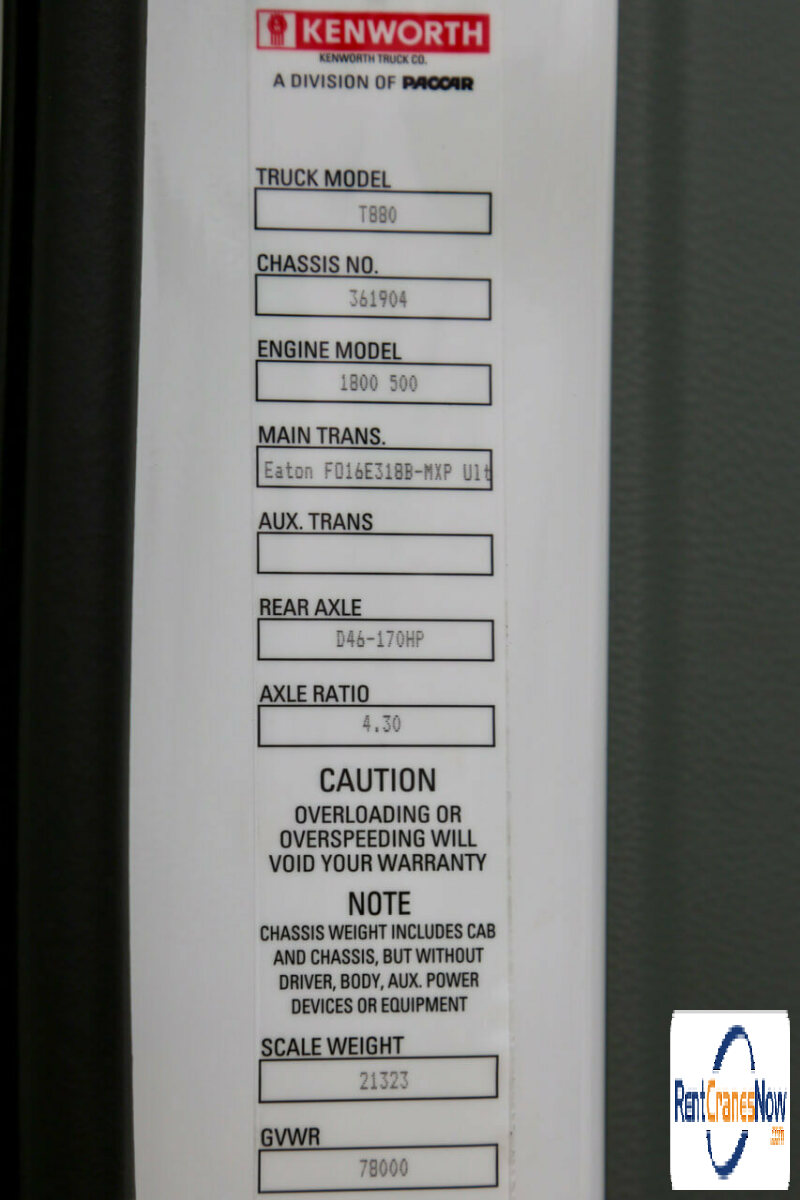 KENWORTH
KENWORTH TRUCK CO.
A DIVISION OF PACCAR
TRUCK MODEL
T880
CHASSIS NO.
361904
ENGINE MODEL
1800 500
MAIN TRANS.
Eaton FO16E318B-MXP Ult
AUX. TRANS
REAR AXLE
D46-170HP
AXLE RATIO
4.30
CAUTION
OVERLOADING OR
OVERSPEEDING WILL
VOID YOUR WARRANTY
NOTE
CHASSIS WEIGHT INCLUDES CAB
AND CHASSIS, BUT WITHOUT
DRIVER, BODY, AUX. POWER
DEVICES OR EQUIPMENT
SCALE WEIGHT
21323
GVWR
78000
RentCranesNow
.com